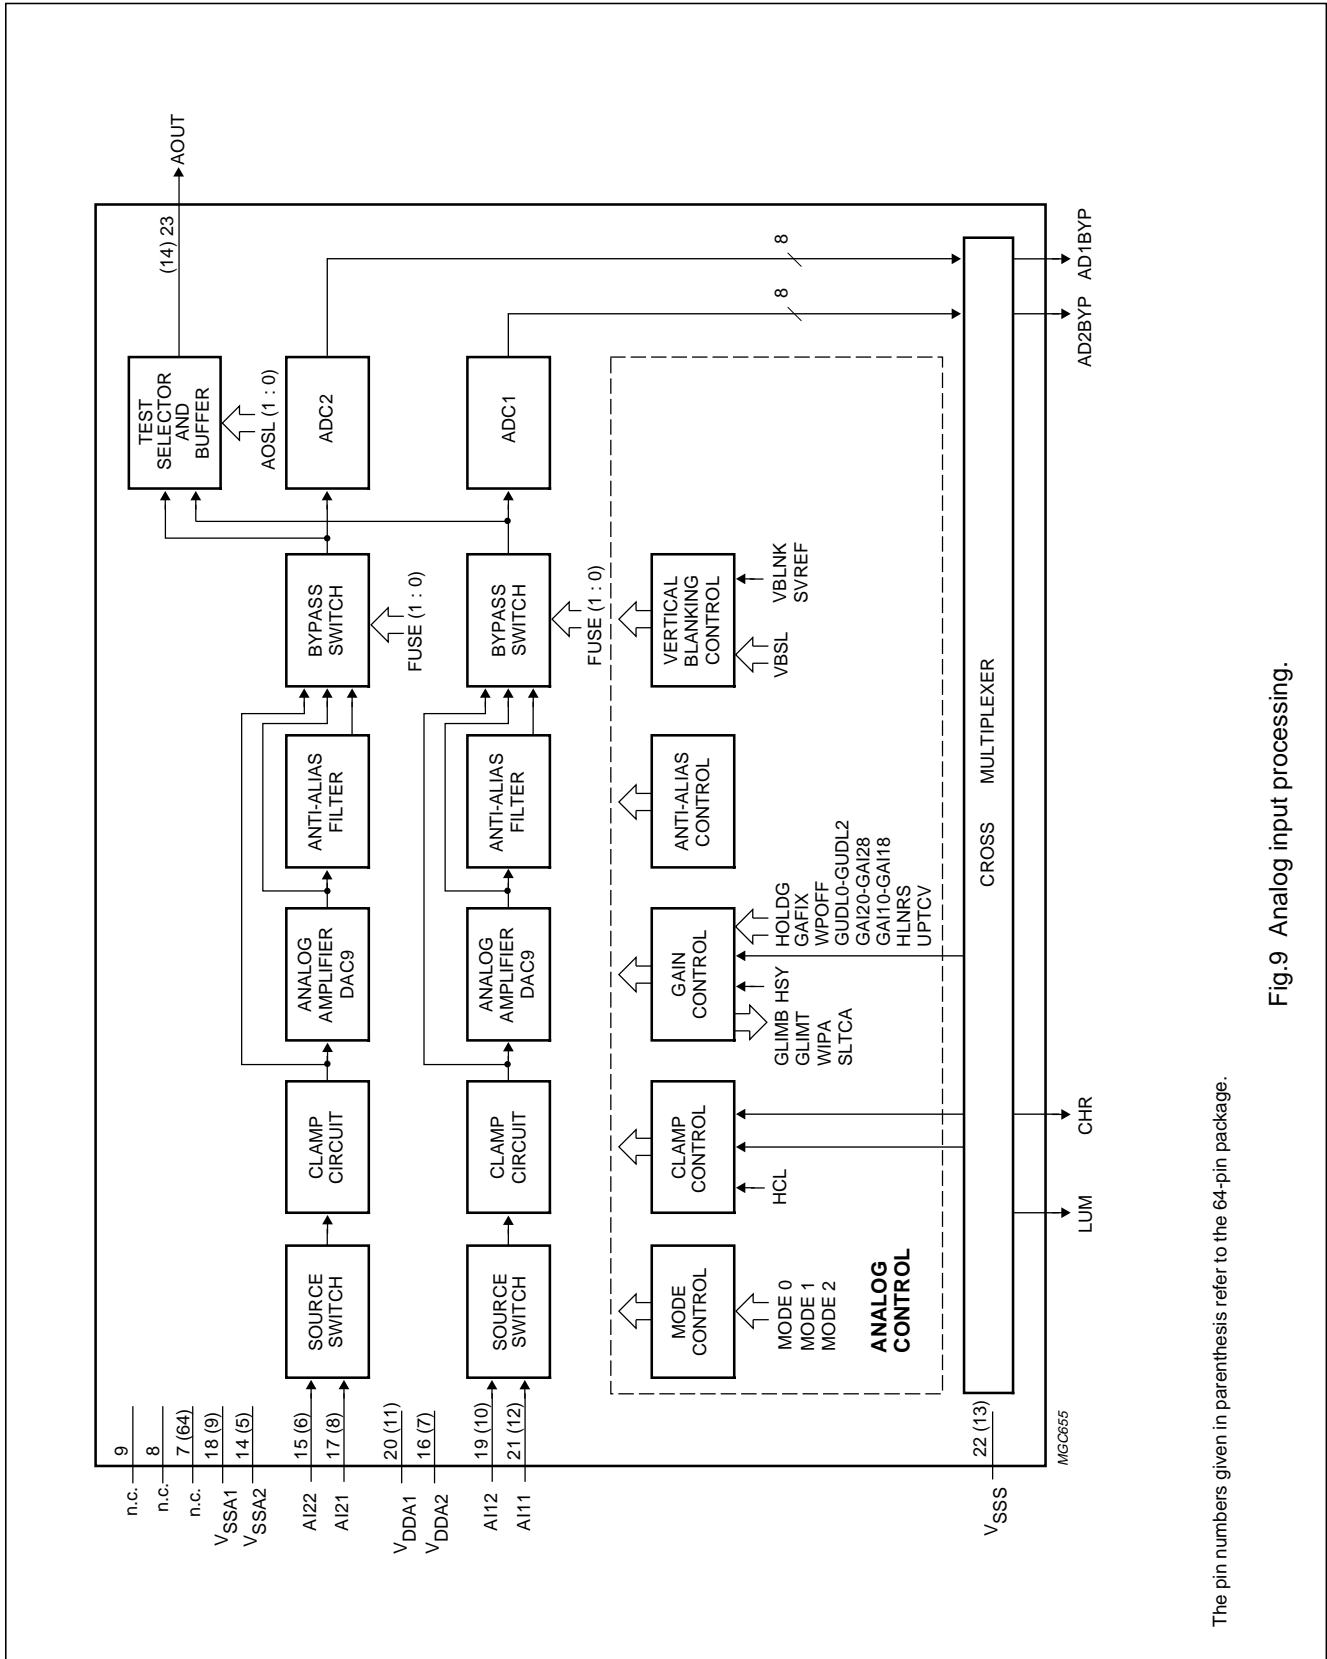 n.c.
9
n.c.
8
n.c.
7 (64)
VSSA1
18 (9)
VSSA2
14 (5)
AI22
15 (6)
AI21
17 (8)
VDDA1
20 (11)
VDDA2
16 (7)
AI12
19 (10)
AI11
21 (12)
VSSS
22 (13)
SOURCE
SWITCH
CLAMP
CIRCUIT
ANALOG
AMPLIFIER
DAC9
ANTI-ALIAS
FILTER
BYPASS
SWITCH
FUSE (1 : 0)
ADC2
TEST
SELECTOR
AND
BUFFER
AOSL (1 : 0)
(14) 23
AOUT
SOURCE
SWITCH
CLAMP
CIRCUIT
ANALOG
AMPLIFIER
DAC9
ANTI-ALIAS
FILTER
BYPASS
SWITCH
FUSE (1 : 0)
ADC1
8
8
MODE
CONTROL
MODE 0
MODE 1
MODE 2
CLAMP
CONTROL
HCL
GAIN
CONTROL
GLIMB
GLIMT
WIPA
SLTCA
HSY
HOLDG
GAFIX
WPOFF
GUDL0-GUDL2
GAI20-GAI28
GAI10-GAI18
HLNRS
UPTCV
ANTI-ALIAS
CONTROL
VERTICAL
BLANKING
CONTROL
VBSL
VBLNK
SVREF
ANALOG
CONTROL
CROSS MULTIPLEXER
LUM
CHR
AD2BYP
AD1BYP
MGC655
The pin numbers given in parenthesis refer to the 64-pin package.
Fig.9 Analog input processing.